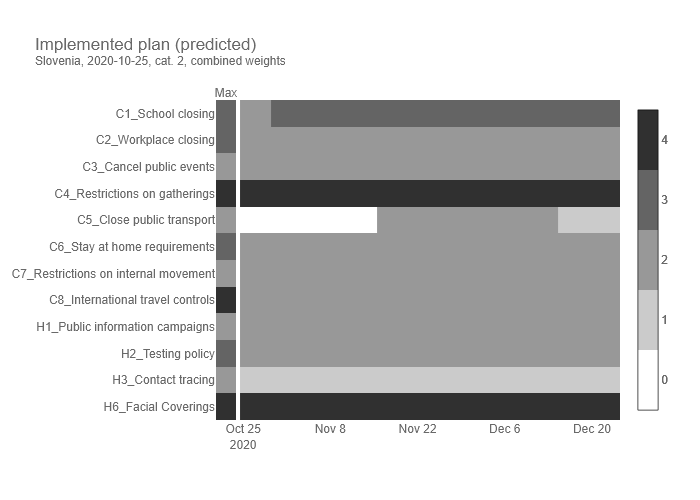 Implemented plan (predicted)
Slovenia, 2020-10-25, cat. 2, combined weights
Max
C1_School closing
C2_Workplace closing
C3_Cancel public events
C4_Restrictions on gatherings
C5_Close public transport
C6_Stay at home requirements
C7_Restrictions on internal movement
C8_International travel controls
H1_Public information campaigns
H2_Testing policy
H3_Contact tracing
H6_Facial Coverings
Oct 25 Nov 8 Nov 22 Dec 6 Dec 20
2020
4
3
2
1
0